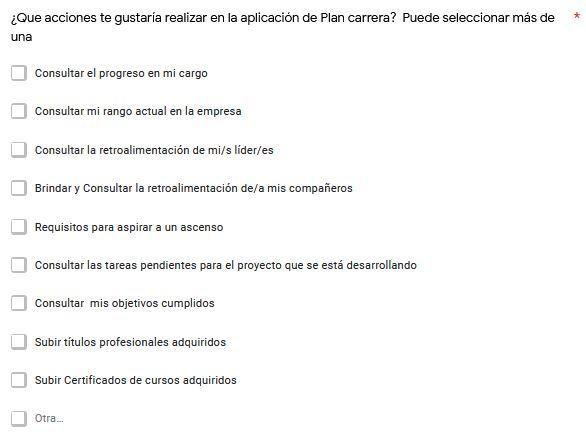 ¿Que acciones te gustaría realizar en la aplicación de Plan carrera?  Puede seleccionar más de *
una
Consultar el progreso en mi cargo
Consultar mi rango actual en la empresa
Consultar la retroalimentación de mi/s líder/es
Brindar y Consultar la retroalimentación de/a mis compañeros
Requisitos para aspirar a un ascenso
Consultar las tareas pendientes para el proyecto que se está desarrollando
Consultar  mis objetivos cumplidos
Subir títulos profesionales adquiridos
Subir Certificados de cursos adquiridos
Otra...